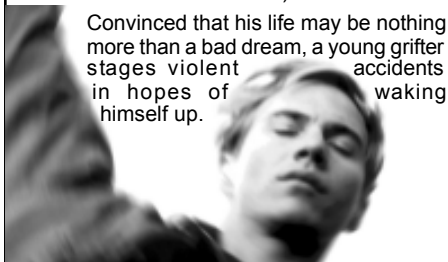 Convinced that his life may be nothing
more than a bad dream, a young grifter
stages violent accidents
in hopes of waking
himself up.